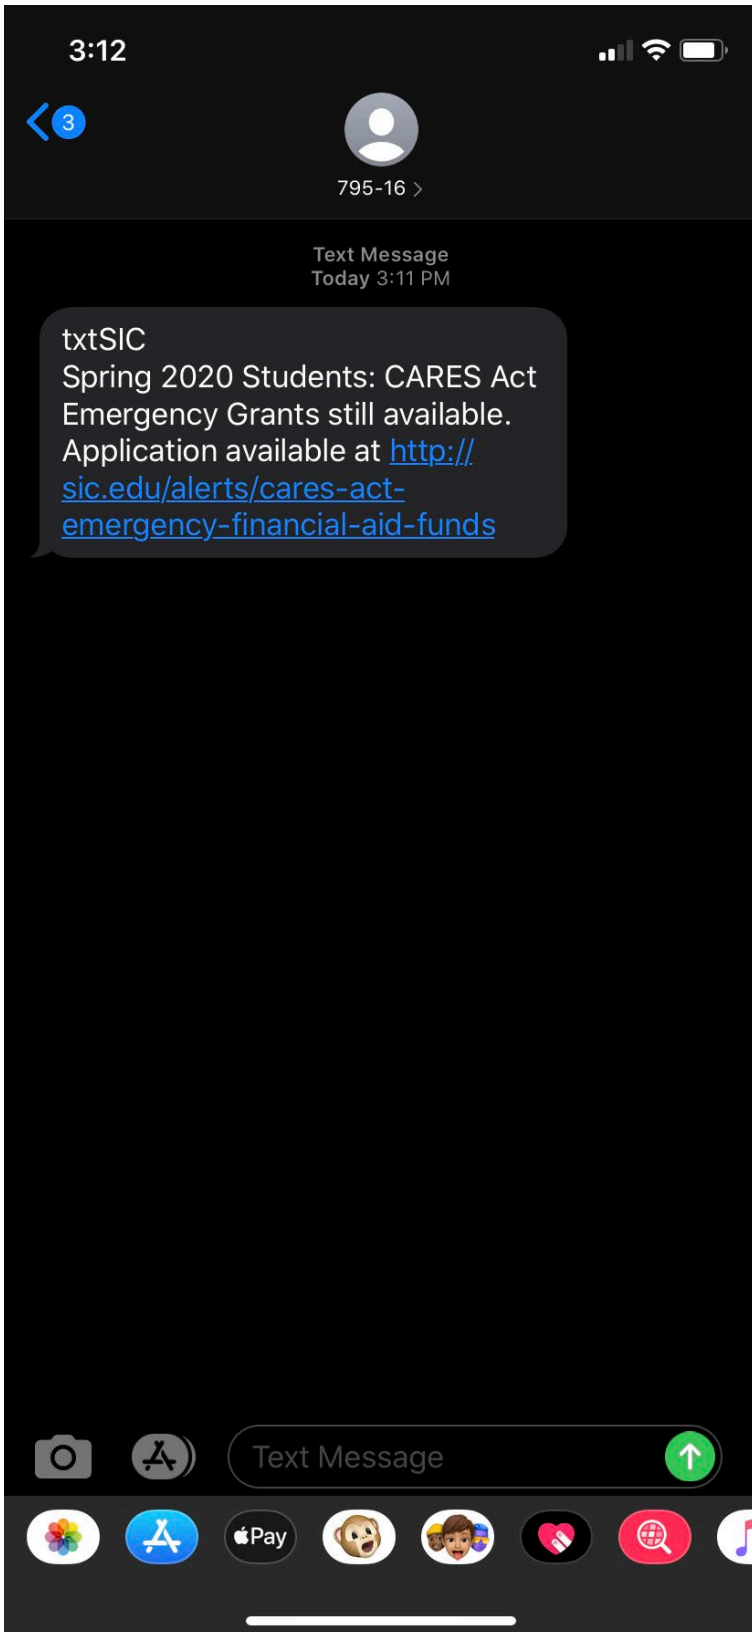 3:12
3
795-16 >
Text Message
Today 3:11 PM
txtSIC
Spring 2020 Students: CARES Act
Emergency Grants still available.
Application available at http://
sic.edu/alerts/cares-act-
emergency-financial-aid-funds
Text Message
Pay